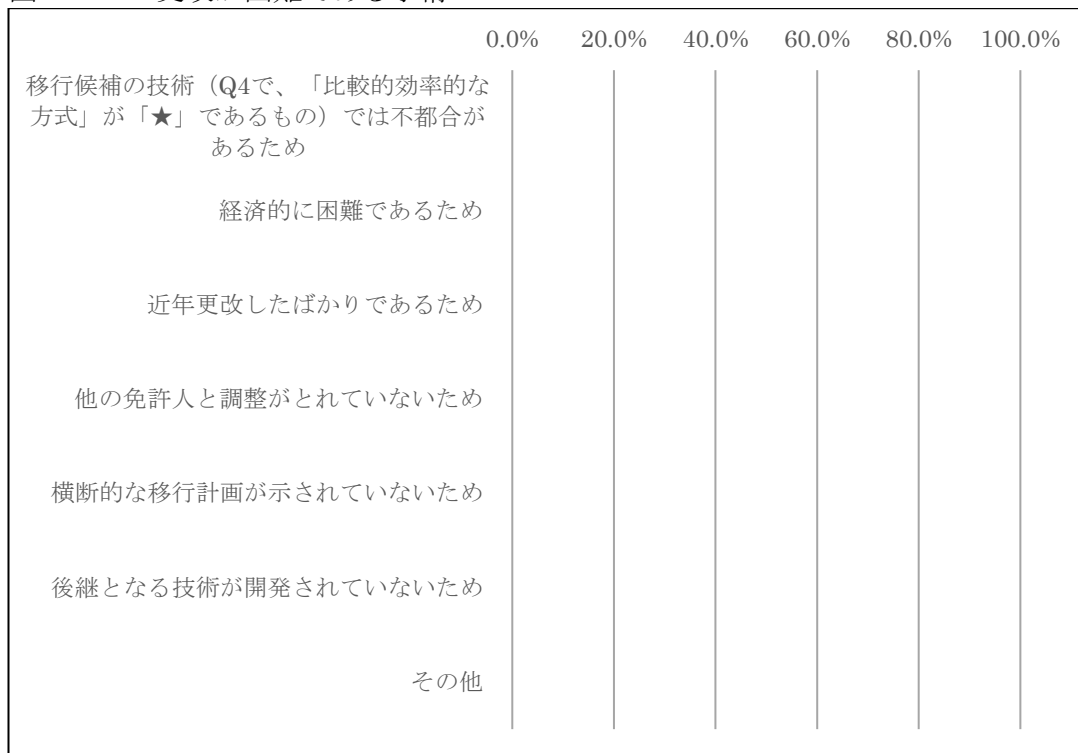 0.0% 20.0% 40.0% 60.0% 80.0% 100.0%
移行候補の技術(Q4で、「比較的効率的な
方式」が「★」であるもの)では不都合が
あるため
経済的に困難であるため
近年更改したばかりであるため
他の免許人と調整がとれていないため
横断的な移行計画が示されていないため
後継となる技術が開発されていないため
その他